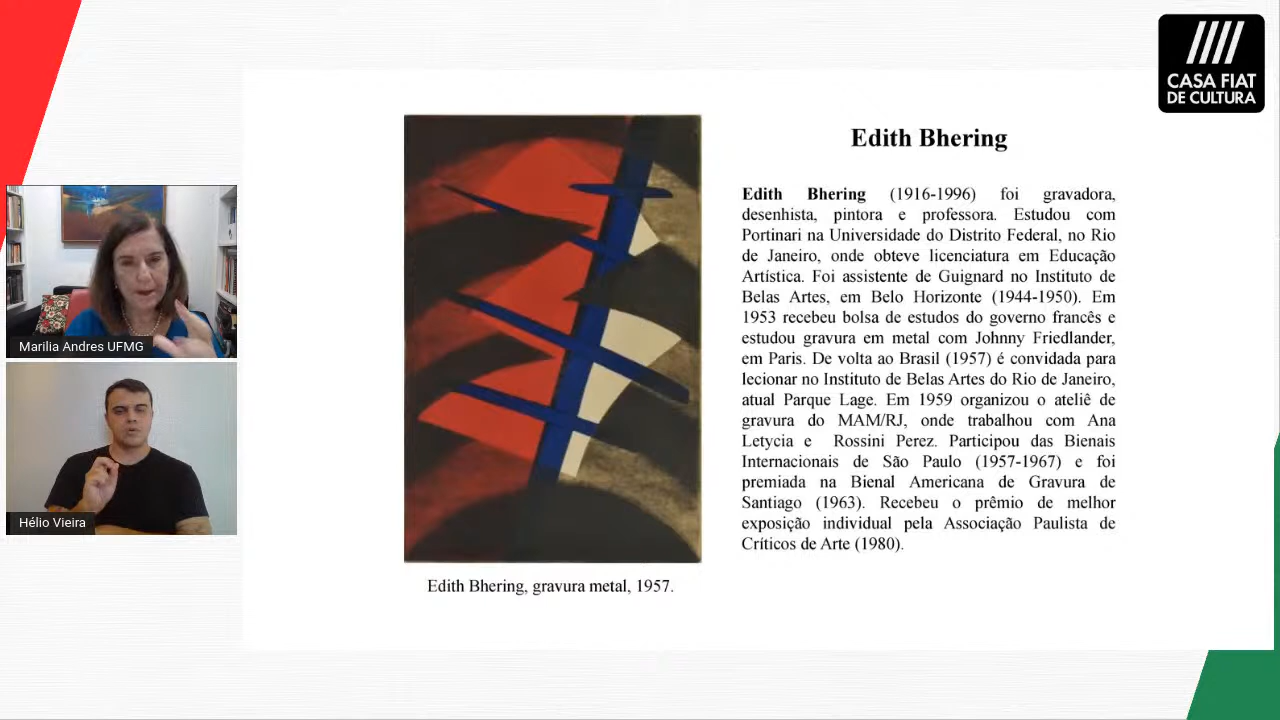 CASA FIAT
DE CULTURA
Edith Bhering
Edith Bhering (1916-1996) foi gravadora,
desenhista, pintora e professora. Estudou com
Portinari na Universidade do Distrito Federal, no Rio
de Janeiro, onde obteve licenciatura em Educação
Artística. Foi assistente de Guignard no Instituto de
Belas Artes, em Belo Horizonte (1944-1950). Em
1953 recebeu bolsa de estudos do governo francês e
estudou gravura em metal com Johnny Friedlander,
em Paris. De volta ao Brasil (1957) é convidada para
lecionar no Instituto de Belas Artes do Rio de Janeiro,
atual Parque Lage. Em 1959 organizou o ateliê de
gravura do MAM/RJ, onde trabalhou com Ana
Letycia e Rossini Perez. Participou das Bienais
Internacionais de São Paulo (1957-1967) e foi
premiada na Bienal Americana de Gravura de
Santiago (1963). Recebeu o prêmio de melhor
exposição individual pela Associação Paulista de
Críticos de Arte (1980).
Edith Bhering, gravura metal, 1957.
Marilia Andres UFMG
Hélio Vieira